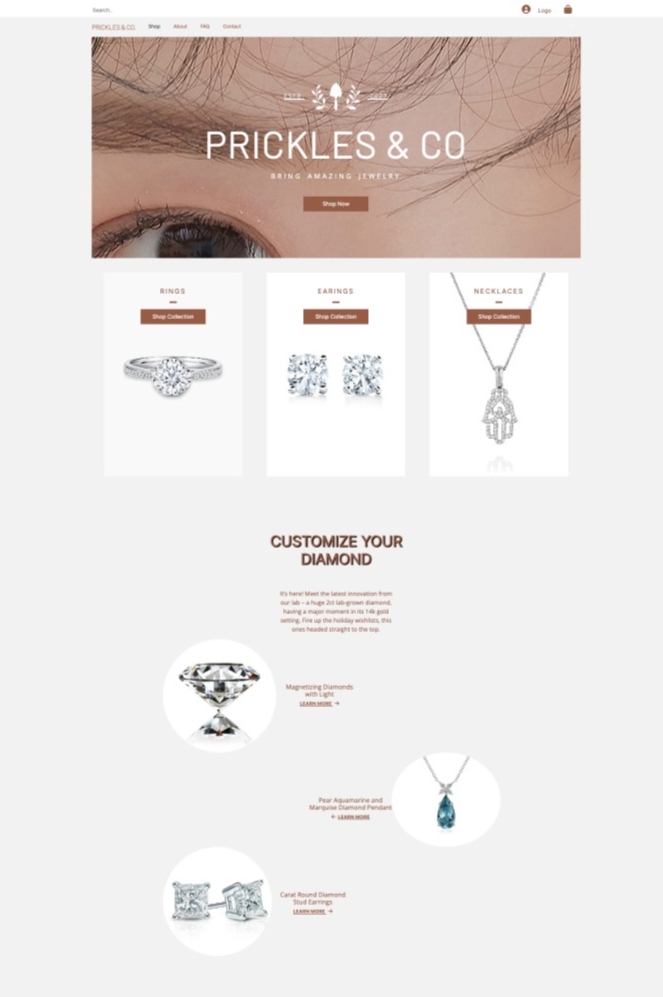 Search..
Logo
PRICKLES & CO. Shop About FAQ Contact
PRICKLES & CO
BRING AMAZING JEWELRY
Shop Now
RINGS
Shop Collection
EARINGS
Shop Collection
NECKLACES
Shop Collection
CUSTOMIZE YOUR
DIAMOND
It's here! Meet the latest innovation from
our lab – a huge 2ct lab-grown diamond,
having a major moment in its 14k gold
setting. Fire up the holiday wishlists, this
ones headed straight to the top.
Magnetizing Diamonds
with Light
LEARN MORE →
Pear Aquamarine and
Marquise Diamond Pendant
← LEARN MORE
Carat Round Diamond
Stud Earrings
LEARN MORE →